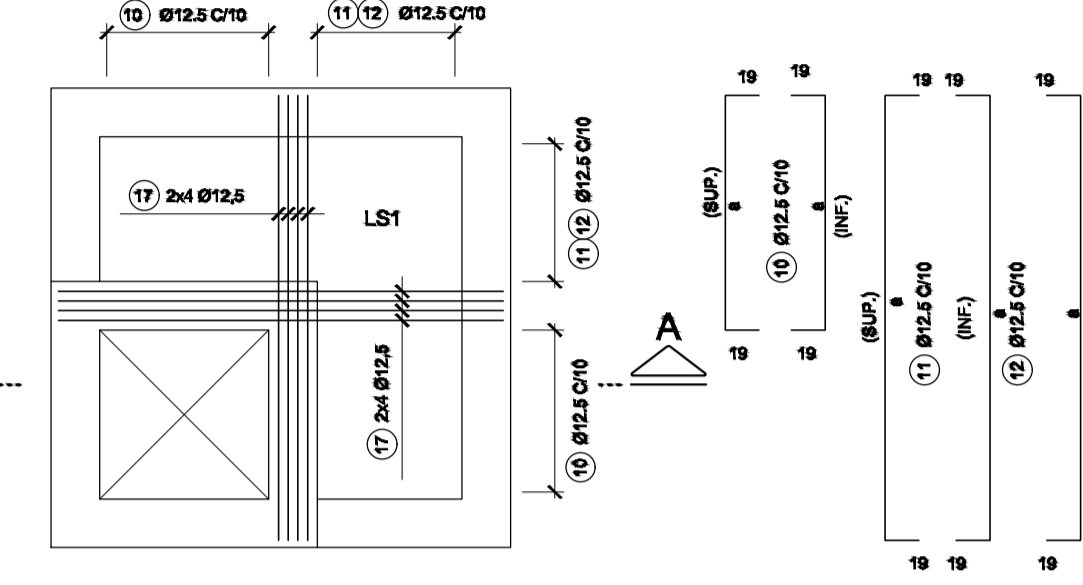 10 Ø12.5 C/10
11 12 Ø12.5 C/10
17 2x4 Ø12,5
LS1
11 12 Ø12.5 C/10
17 2x4 Ø12,5
10 Ø12.5 C/10
A
19 19
(SUP.)
a
10 Ø12.5 C/10
a
(INF.)
19 19
19 19 19
(SUP.)
a
11 Ø12.5 C/10
(INF.)
a
12 Ø12.5 C/10
a
19 19 19